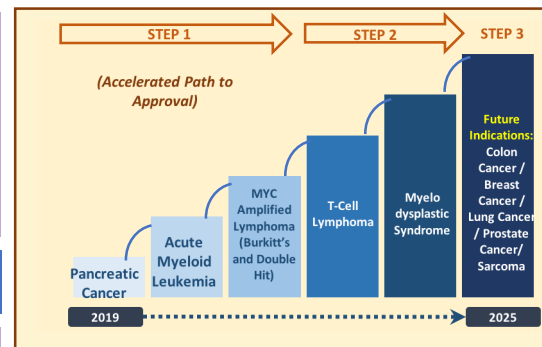 STEP 1
STEP 2
STEP 3
(Accelerated Path to
Approval)
Pancreatic
Cancer
Acute
Myeloid
Leukemia
MYC
Amplified
Lymphoma
(Burkitt's
and Double
Hit)
T-Cell
Lymphoma
Myelo
dysplastic
Syndrome
Future
Indications:
Colon
Cancer /
Breast
Cancer /
Lung Cancer
/ Prostate
Cancer/
Sarcoma
2019
2025